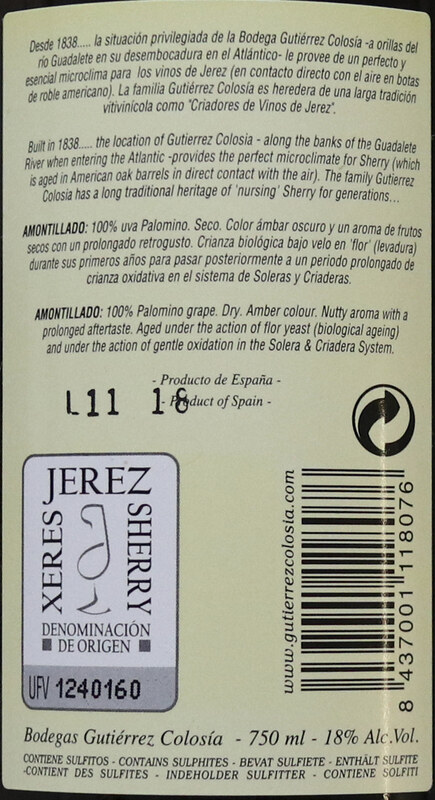 Desde 1838..... la situación privilegiada de la Bodega Gutiérrez Colosía -a orillas del
río Guadalete en su desembocadura en el Atlántico- le provee de un perfecto y
esencial microclima para los vinos de Jerez (en contacto directo con el aire en botas
de roble americano). La família Gutiérrez Colosía es heredera de una larga tradición
vitivinícola como "Criadores de Vinos de Jerez".
Built in 1838..... the location of Gutierrez Colosia - along the banks of the Guadalete
River when entering the Atlantic -provides the perfect microclimate for Sherry (which
is aged in American oak barrels in direct contact with the air). The family Gutierrez
Colosia has a long traditional heritage of 'nursing' Sherry for generations...
AMONTILLADO: 100% uva Palomino. Seco. Color ámbar oscuro y un aroma de frutos
secos con un prolongado retrogusto. Crianza biológica bajo velo en 'flor' (levadura)
durante sus primeros años para pasar posteriormente a un periodo prolongado de
crianza oxidativa en el sistema de Soleras y Criaderas.
AMONTILLADO: 100% Palomino grape. Dry. Amber colour. Nutty aroma with a
prolonged aftertaste. Aged under the action of flor yeast (biological ageing)
and under the action of gentle oxidation in the Solera & Criadera System.
- Producto de España -
L11 18
- Product of Spain -
JEREZ
XERES
SHERRY
DENOMINACIÓN
DE ORIGEN
UFV 1240160
www.gutierrezcolosia.com
8 437001 118076
Bodegas Gutiérrez Colosía - 750 ml - 18% Alc.Vol.
CONTIENE SULFITOS - CONTAINS SULPHITES - BEVAT SULFIETE - ENTHÄLT SULFITE
-CONTIENT DES SULFITES - INDEHOLDER SULFITTER - CONTIENE SOLFITI